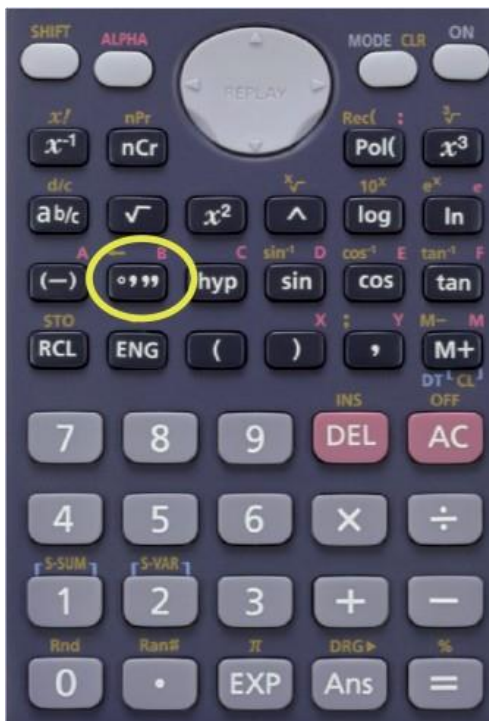 SHIFT ALPHA MODE CLR ON
REPLAY
x! nPr Rec( : ³√
x⁻¹ nCr Pol( x³
d/c ˣ√ 10ˣ eˣ e
a b/c √ x² ^ log ln
A ← B C sin⁻¹ D cos⁻¹ E tan⁻¹ F
(−) °’” hyp sin cos tan
STO X ; Y M− M
RCL ENG ( ) , M+
DT CL
INS OFF
7 8 9 DEL AC
4 5 6 × ÷
S-SUM S-VAR
1 2 3 + −
Rnd Ran# π DRG▶ %
0 . EXP Ans =